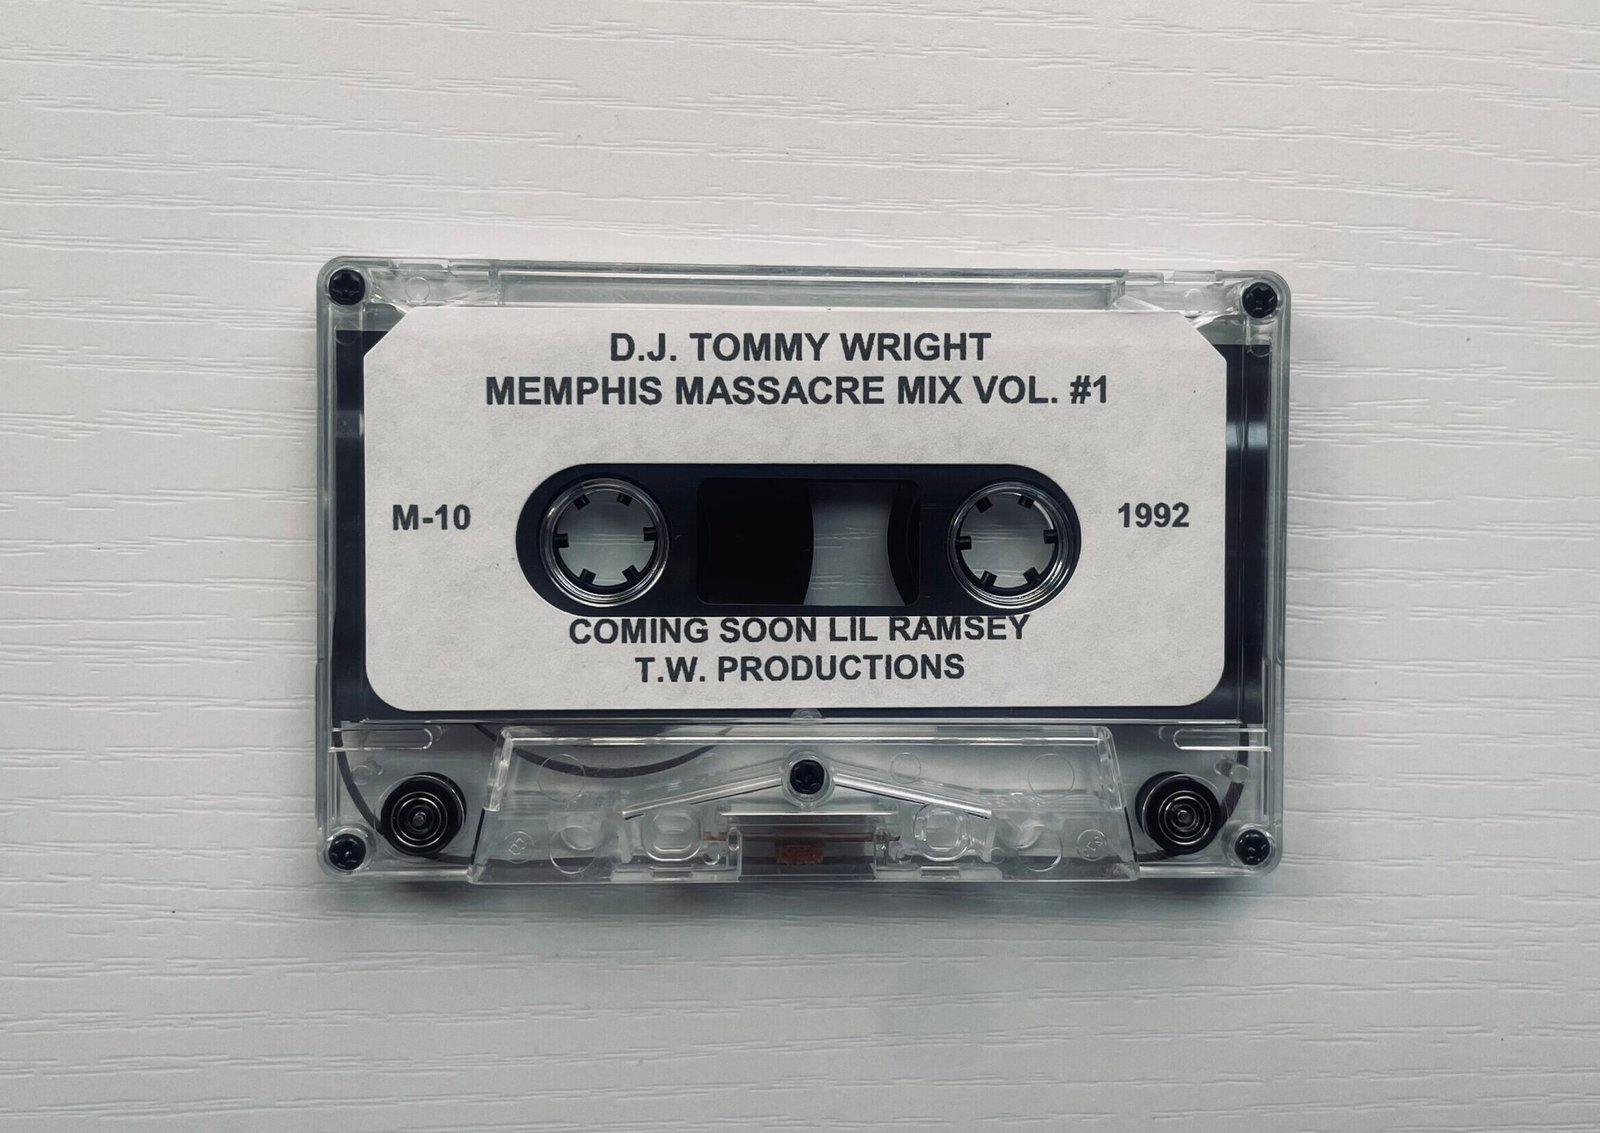 D.J. TOMMY WRIGHT
MEMPHIS MASSACRE MIX VOL. #1
M-10
1992
COMING SOON LIL RAMSEY
T.W. PRODUCTIONS